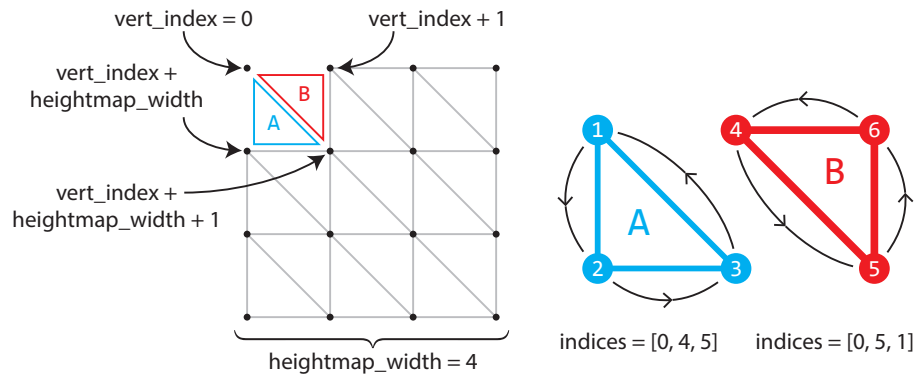 vert_index = 0
vert_index + 1
vert_index +
heightmap_width
B
A
vert_index +
heightmap_width + 1
heightmap_width = 4
1
A
2
3
4
6
B
5
indices = [0, 4, 5]
indices = [0, 5, 1]